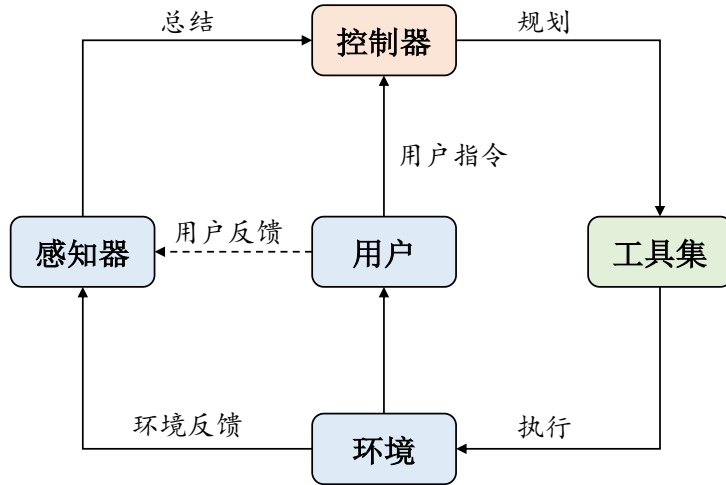 总结
控制器
规划
用户指令
感知器
用户反馈
用户
工具集
环境反馈
环境
执行